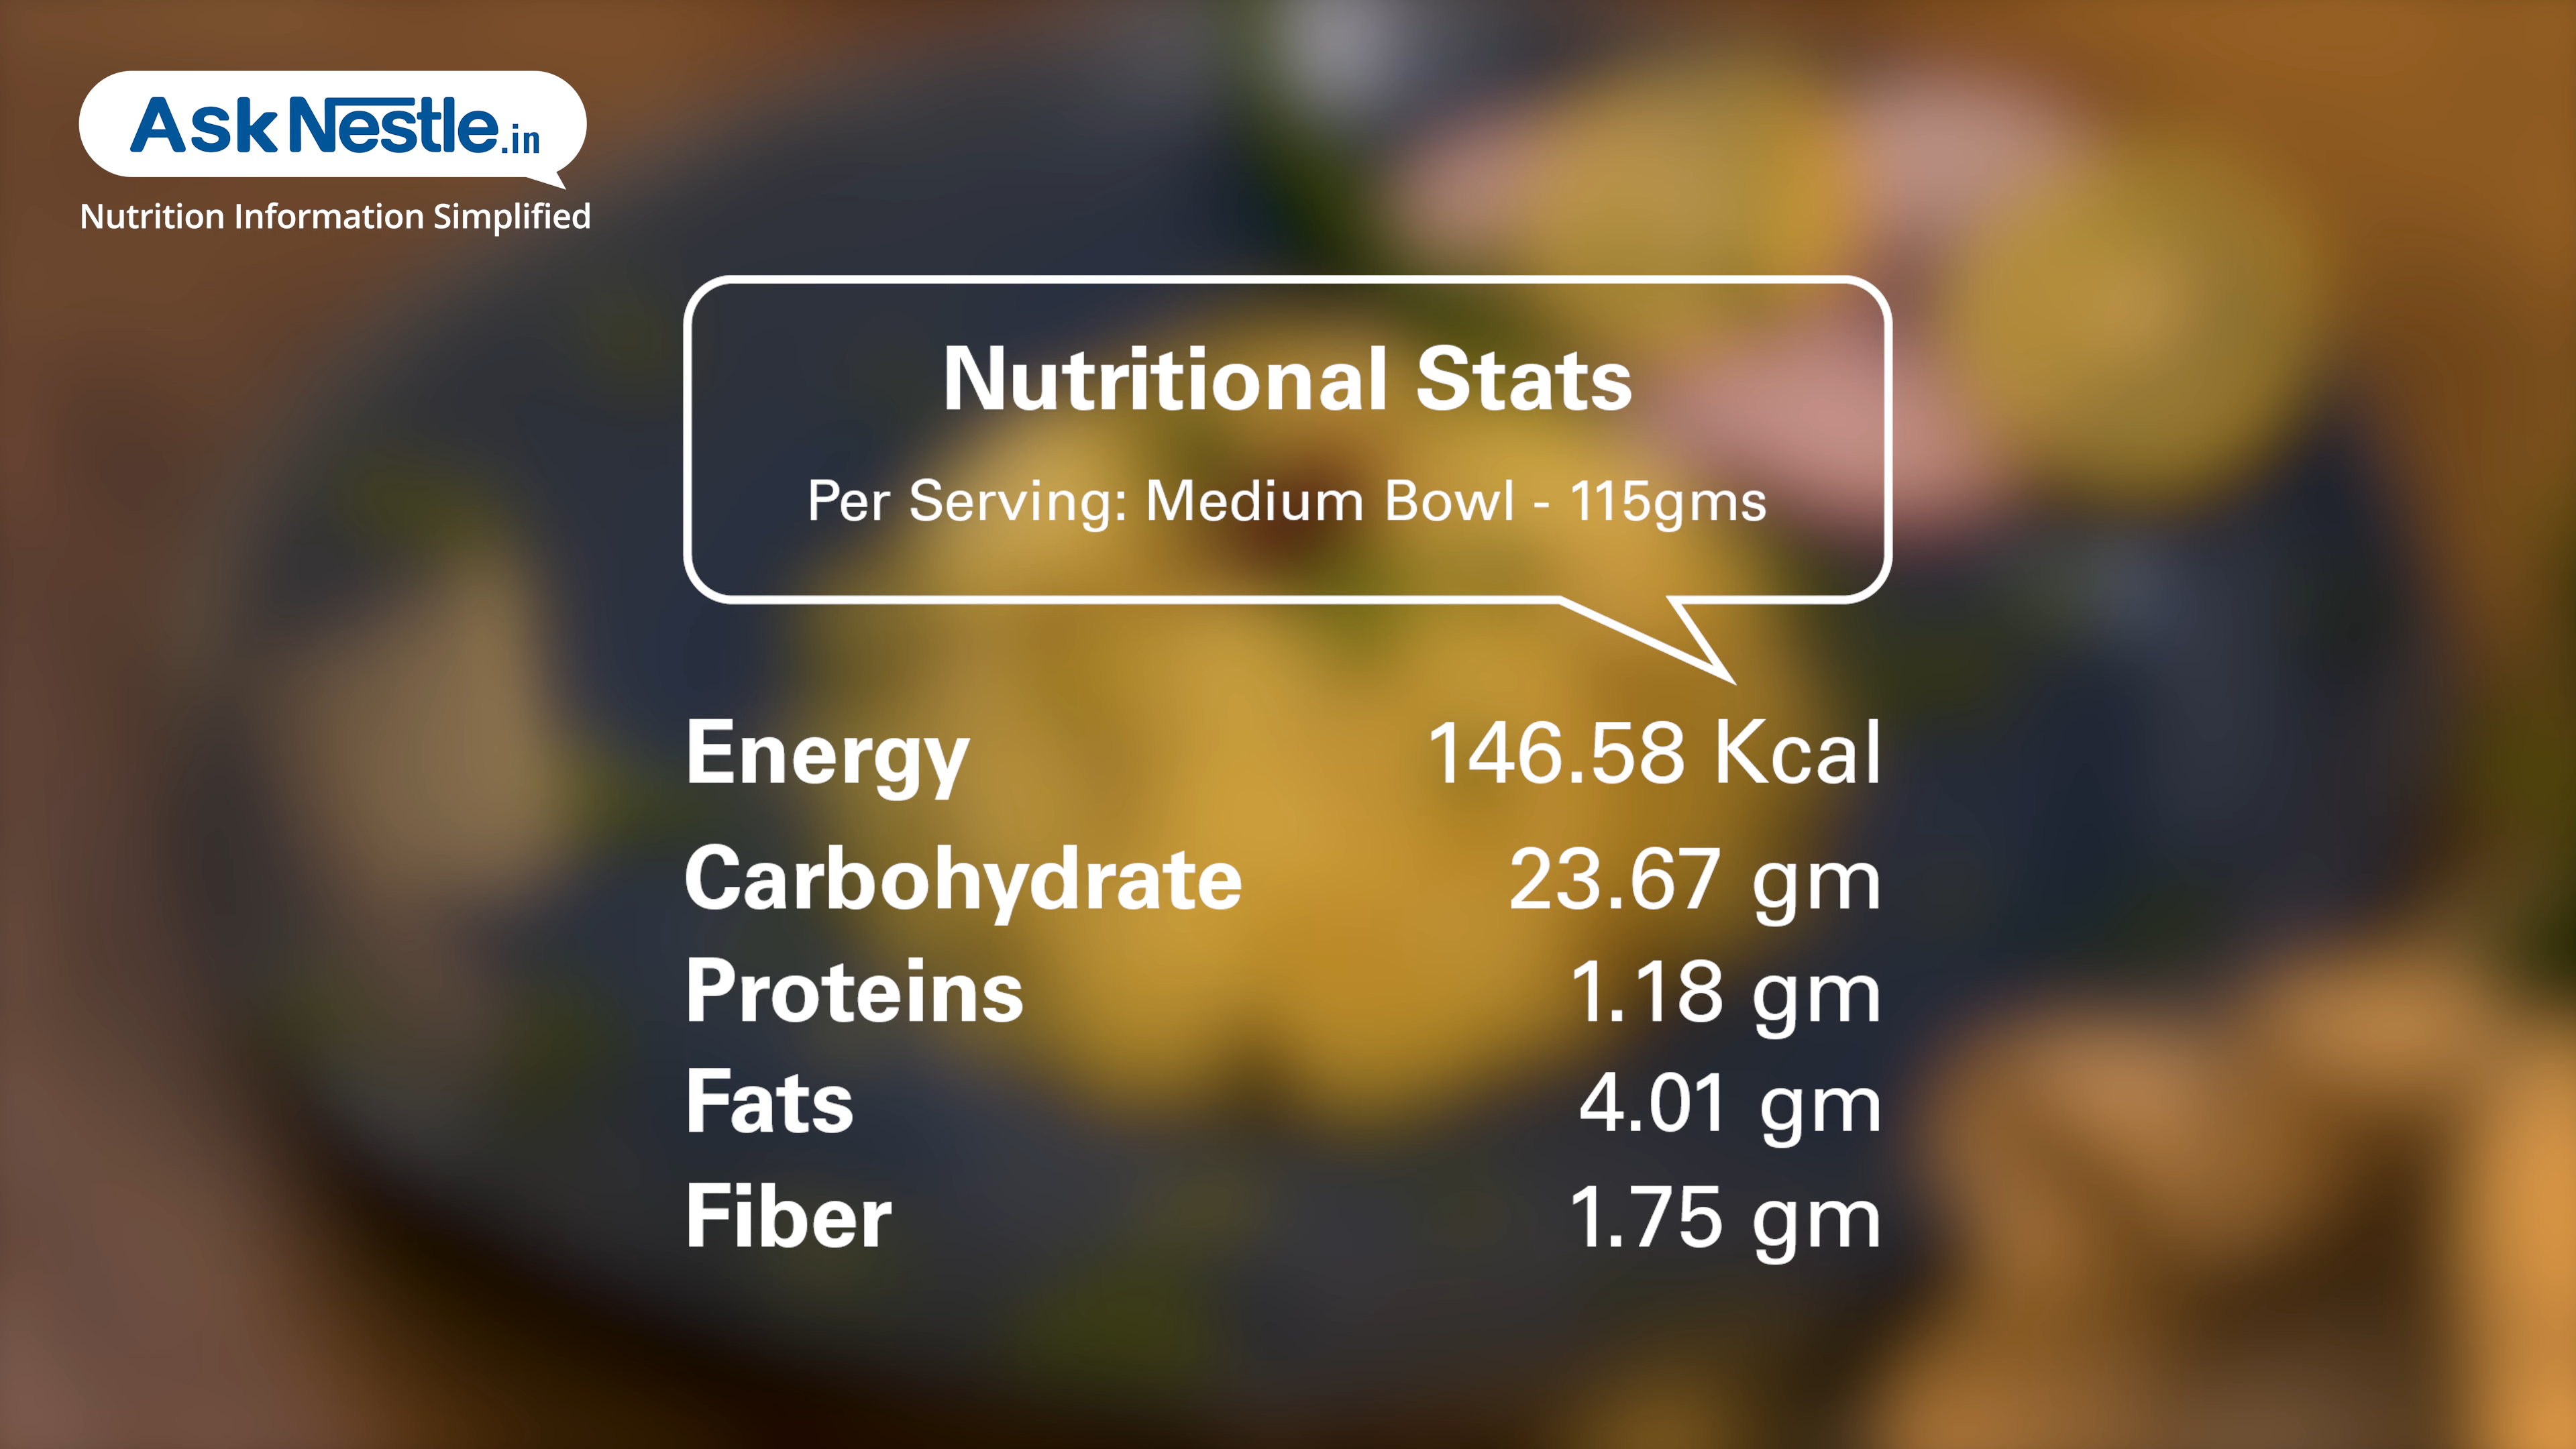 AskNestle.in
Nutrition Information Simplified
Nutritional Stats
Per Serving: Medium Bowl - 115gms
Energy 146.58 Kcal
Carbohydrate 23.67 gm
Proteins 1.18 gm
Fats 4.01 gm
Fiber 1.75 gm